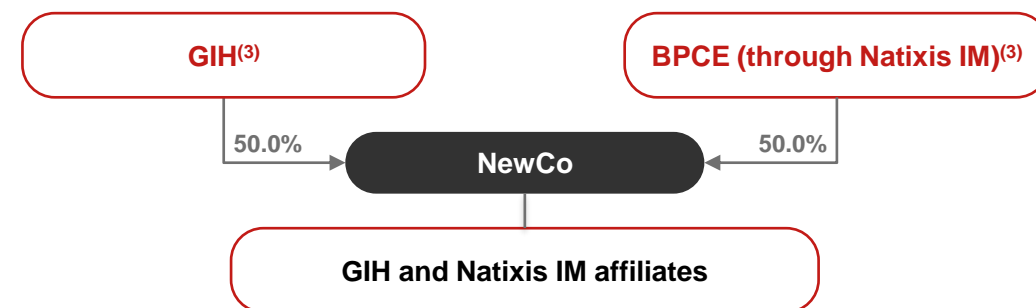 GIH(3)
BPCE (through Natixis IM)(3)
50.0%
50.0%
NewCo
GIH and Natixis IM affiliates